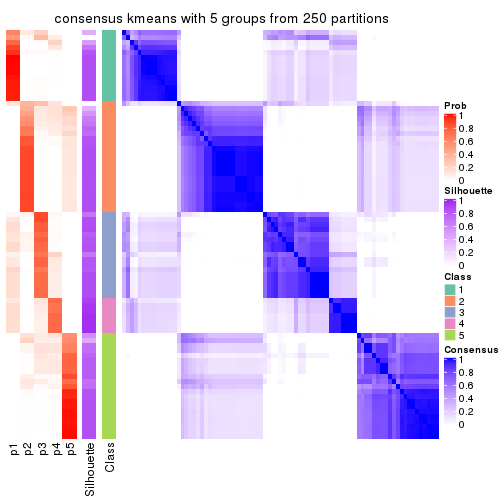 consensus kmeans with 5 groups from 250 partitions
Prob
1
0.8
0.6
0.4
0.2
0
Silhouette
1
0.8
0.6
0.4
0.2
0
Class
1
2
3
4
5
Consensus
1
0.8
0.6
0.4
0.2
0
p1
p2
p3
p4
p5
Silhouette
Class